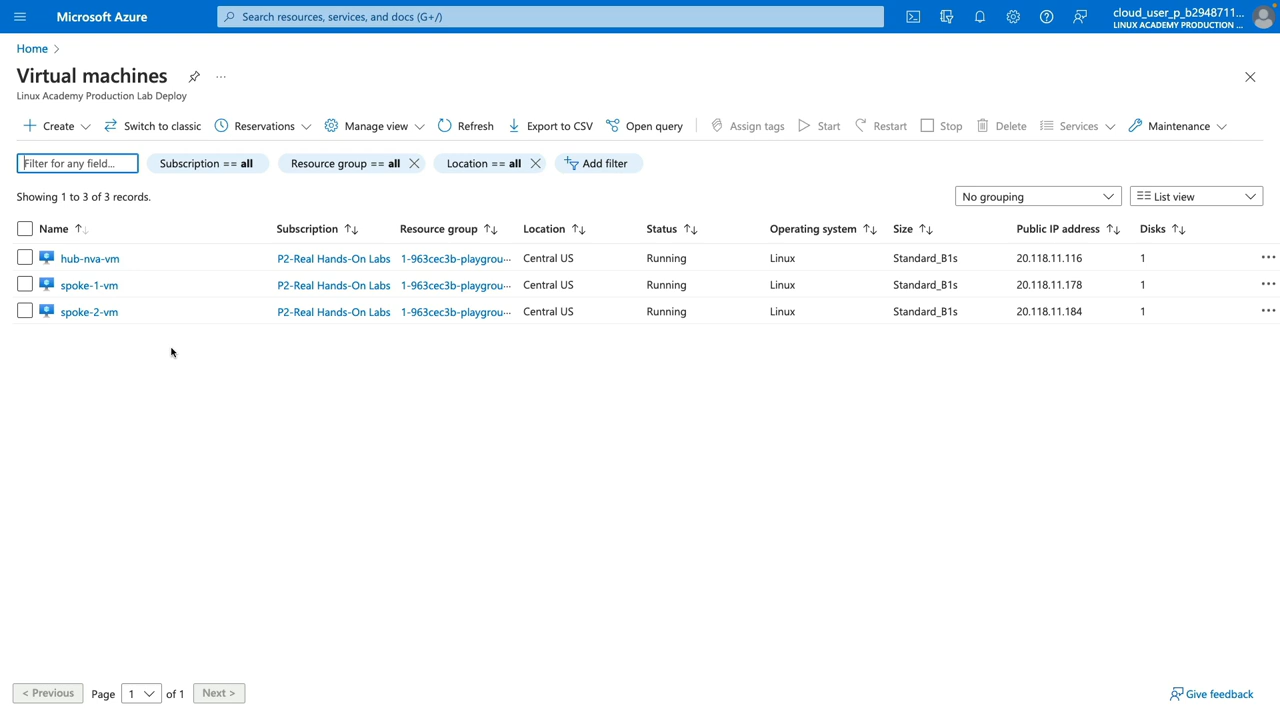 Microsoft Azure
Search resources, services, and docs (G+/)
cloud_user_p_b2948711...
LINUX ACADEMY PRODUCTION ...
Home
Virtual machines
Linux Academy Production Lab Deploy
Create
Switch to classic
Reservations
Manage view
Refresh
Export to CSV
Open query
Assign tags
Start
Restart
Stop
Delete
Services
Maintenance
Filter for any field...
Subscription == all
Resource group == all
Location == all
Add filter
Showing 1 to 3 of 3 records.
No grouping
List view
Name Subscription Resource group Location Status Operating system Size Public IP address Disks
hub-nva-vm P2-Real Hands-On Labs 1-963cec3b-playgrou... Central US Running Linux Standard_B1s 20.118.11.116 1
spoke-1-vm P2-Real Hands-On Labs 1-963cec3b-playgrou... Central US Running Linux Standard_B1s 20.118.11.178 1
spoke-2-vm P2-Real Hands-On Labs 1-963cec3b-playgrou... Central US Running Linux Standard_B1s 20.118.11.184 1
< Previous Page 1 of 1 Next >
Give feedback